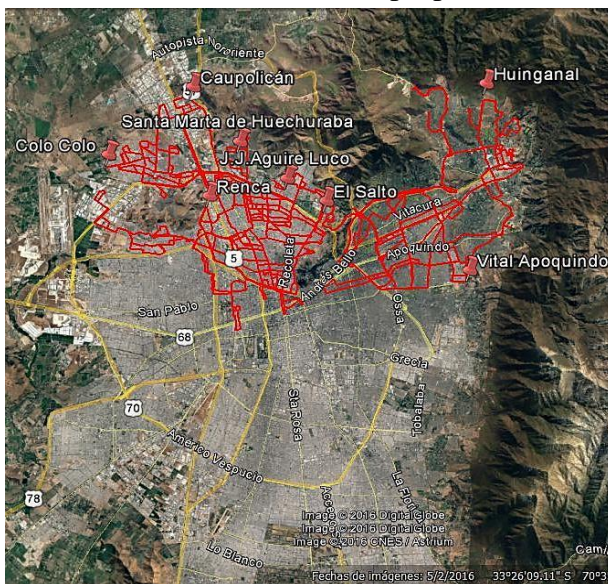 Autopista Nororiente
Caupolicán
Huinganal
Santa Marta de Huechuraba
Colo Colo
J.J.Aguire Luco
Renca
El Salto
Vitacura
5
Recoleta
Apoquindo
Andrés Bello
Vital Apoquindo
San Pablo
Ossa
68
Grecia
70
Sta Rosa
Tobalaba
Américo Vespucio
78
Image © 2016 DigitalGlobe
Image © 2016 DigitalGlobe
Image © 2016 CNES / Astrium
Lo Blanco
Fechas de imágenes: 5/2/2016 33°26'09.11" S 70°3